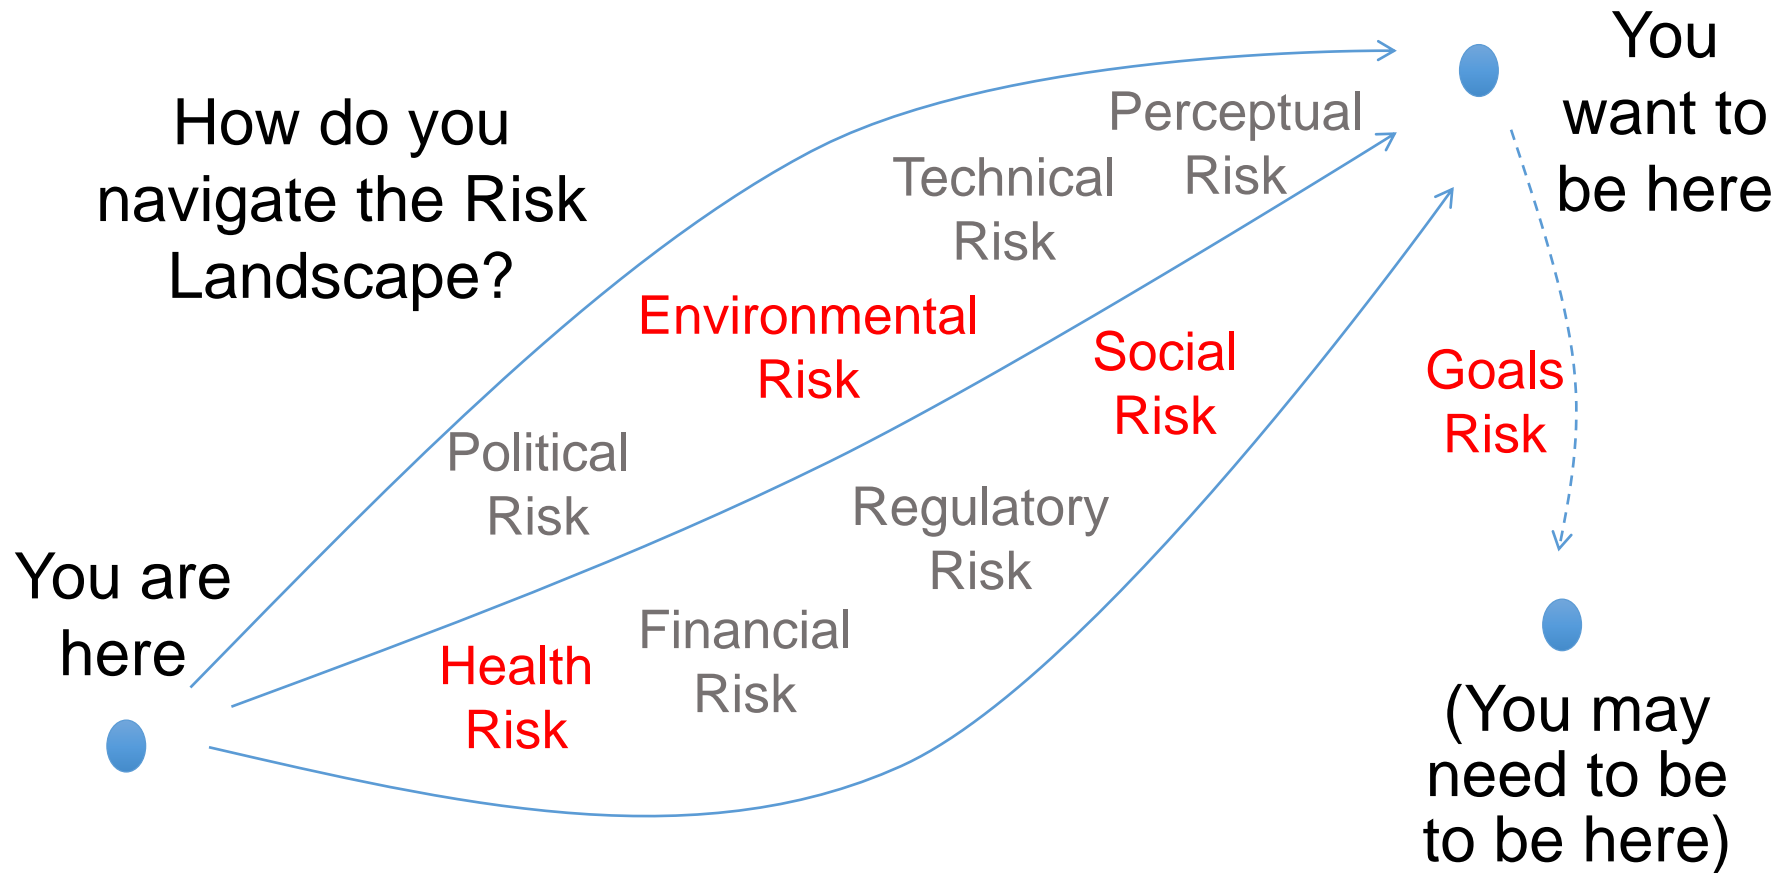 How do you
navigate the Risk
Landscape?
You
want to
be here
Perceptual
Risk
Technical
Risk
Environmental
Risk
Social
Risk
Goals
Risk
Political
Risk
Regulatory
Risk
You are
here
Financial
Risk
Health
Risk
(You may
need to be
to be here)